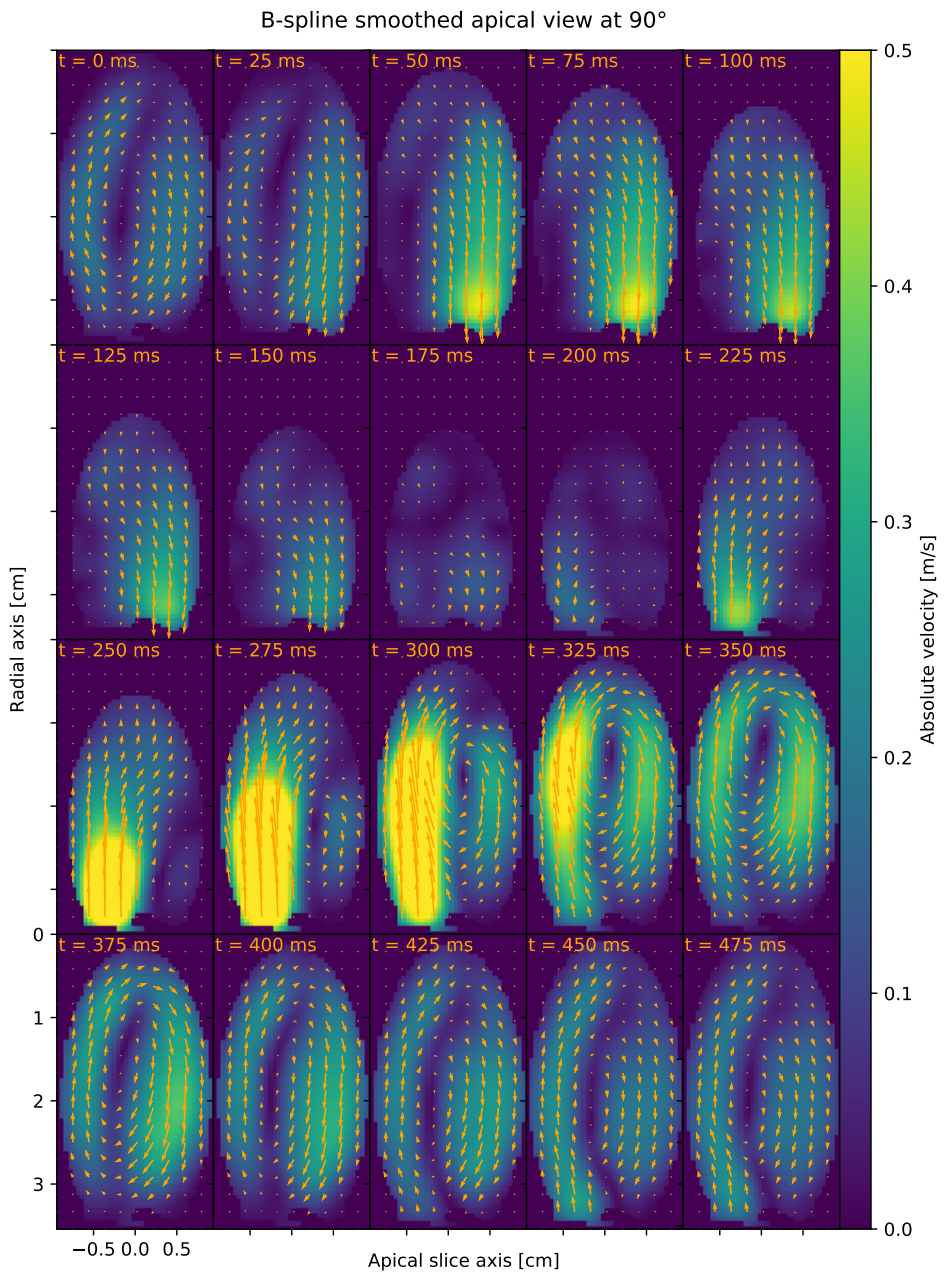 B-spline smoothed apical view at 90°
t = 0 ms
t = 25 ms
t = 50 ms
t = 75 ms
t = 100 ms
t = 125 ms
t = 150 ms
t = 175 ms
t = 200 ms
t = 225 ms
t = 250 ms
t = 275 ms
t = 300 ms
t = 325 ms
t = 350 ms
t = 375 ms
t = 400 ms
t = 425 ms
t = 450 ms
t = 475 ms
Radial axis [cm]
0
1
2
3
−0.5 0.0 0.5
Apical slice axis [cm]
0.5
0.4
0.3
0.2
0.1
0.0
Absolute velocity [m/s]